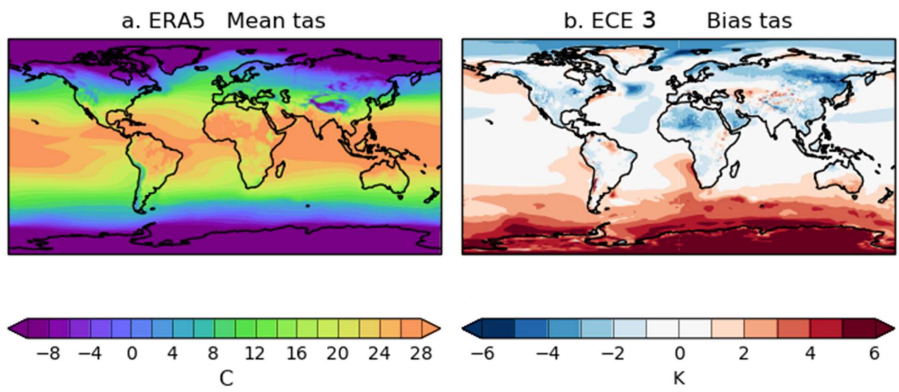 a. ERA5 Mean tas
b. ECE 3 Bias tas
−8 −4 0 4 8 12 16 20 24 28
C
−6 −4 −2 0 2 4 6
K